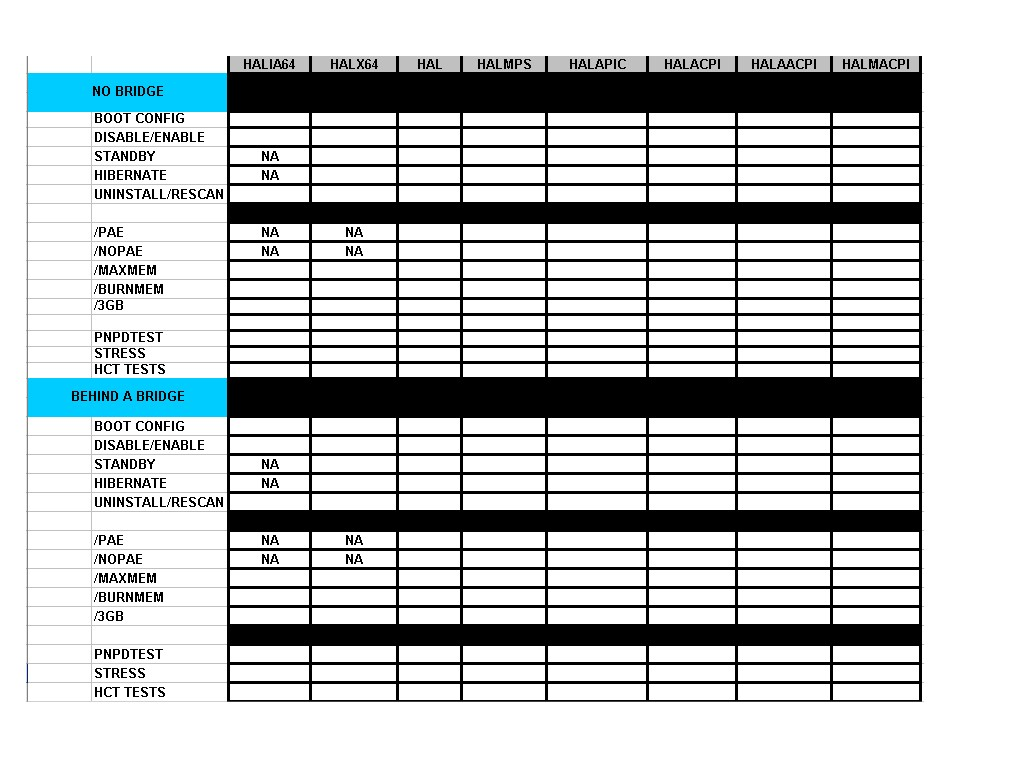 HALIA64 HALX64 HAL HALMPS HALAPIC HALACPI HALAACPI HALMACPI
NO BRIDGE
BOOT CONFIG
DISABLE/ENABLE
STANDBY NA
HIBERNATE NA
UNINSTALL/RESCAN
/PAE NA NA
/NOPAE NA NA
/MAXMEM
/BURNMEM
/3GB
PNPDTEST
STRESS
HCT TESTS
BEHIND A BRIDGE
BOOT CONFIG
DISABLE/ENABLE
STANDBY NA
HIBERNATE NA
UNINSTALL/RESCAN
/PAE NA NA
/NOPAE NA NA
/MAXMEM
/BURNMEM
/3GB
PNPDTEST
STRESS
HCT TESTS